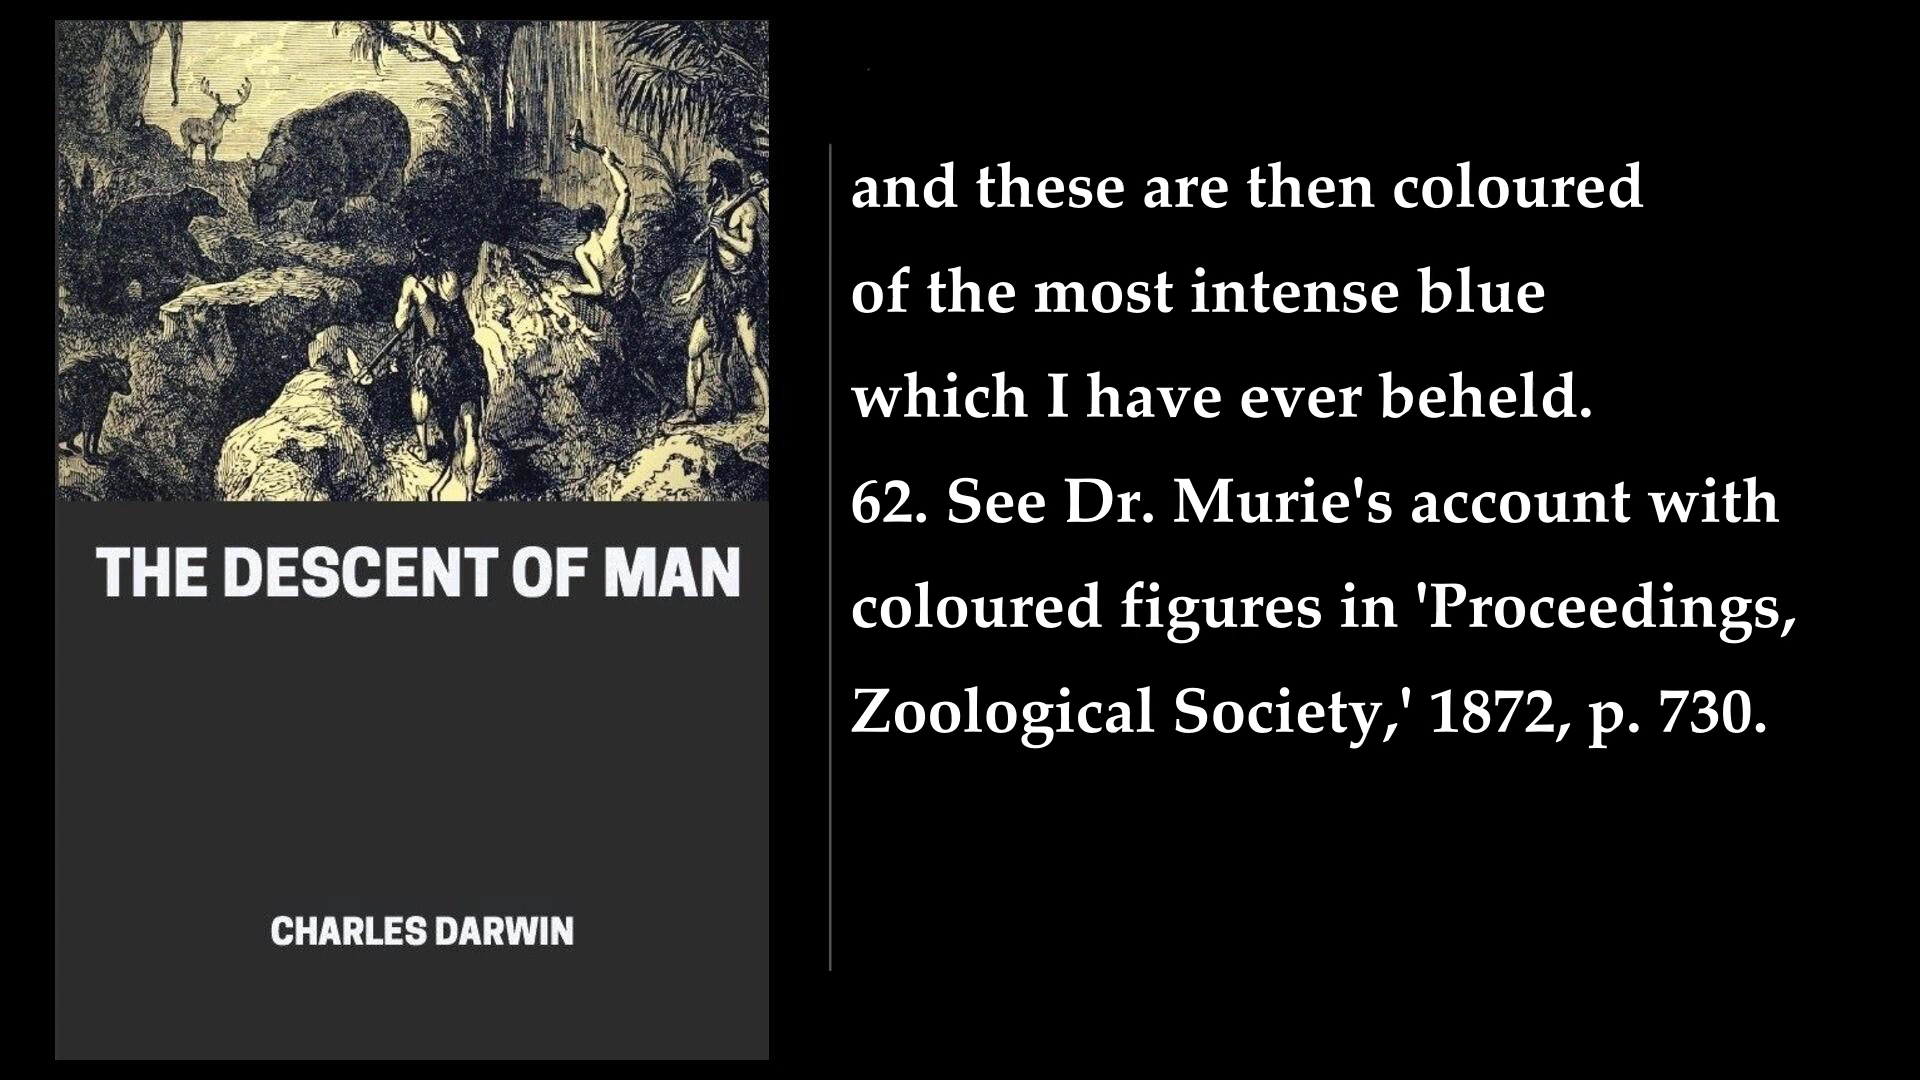 THE DESCENT OF MAN
CHARLES DARWIN
and these are then coloured
of the most intense blue
which I have ever beheld.
62. See Dr. Murie's account with
coloured figures in 'Proceedings,
Zoological Society,' 1872, p. 730.